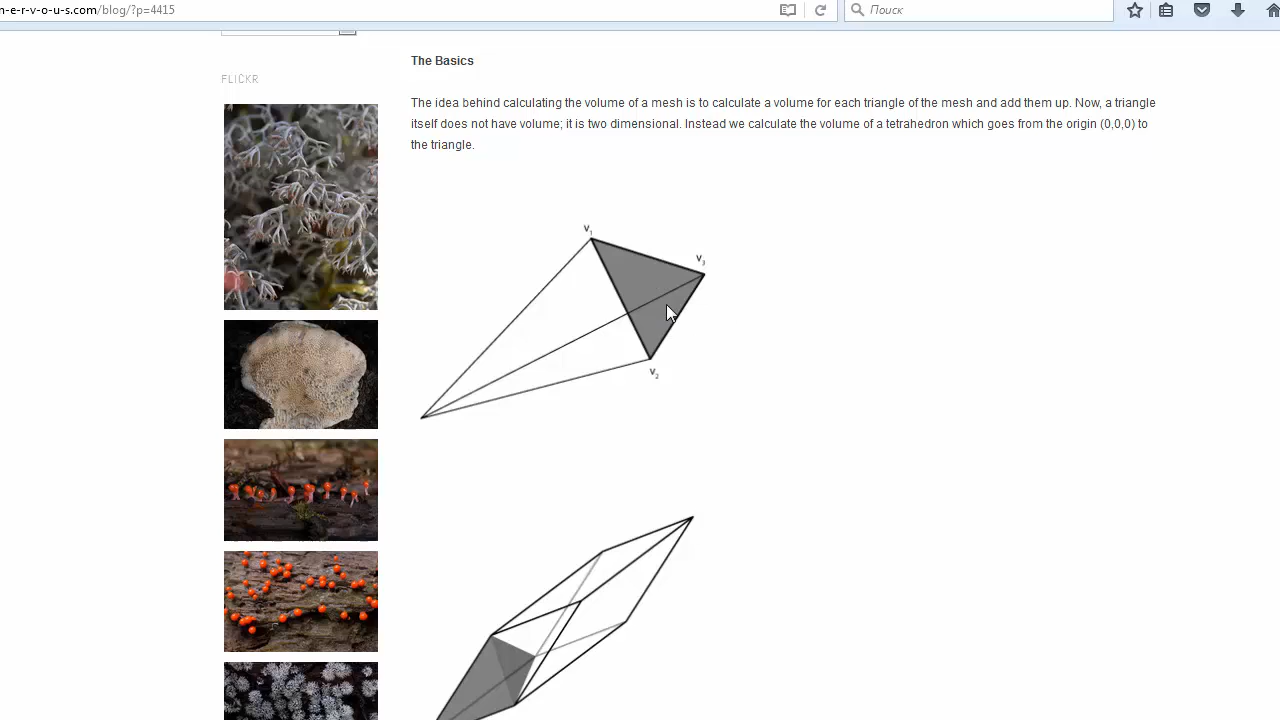 n-e-r-v-o-u-s.com/blog/?p=4415
Поиск
FLICKR
The Basics
The idea behind calculating the volume of a mesh is to calculate a volume for each triangle of the mesh and add them up. Now, a triangle
itself does not have volume; it is two dimensional. Instead we calculate the volume of a tetrahedron which goes from the origin (0,0,0) to
the triangle.
v₁
v₃
v₂